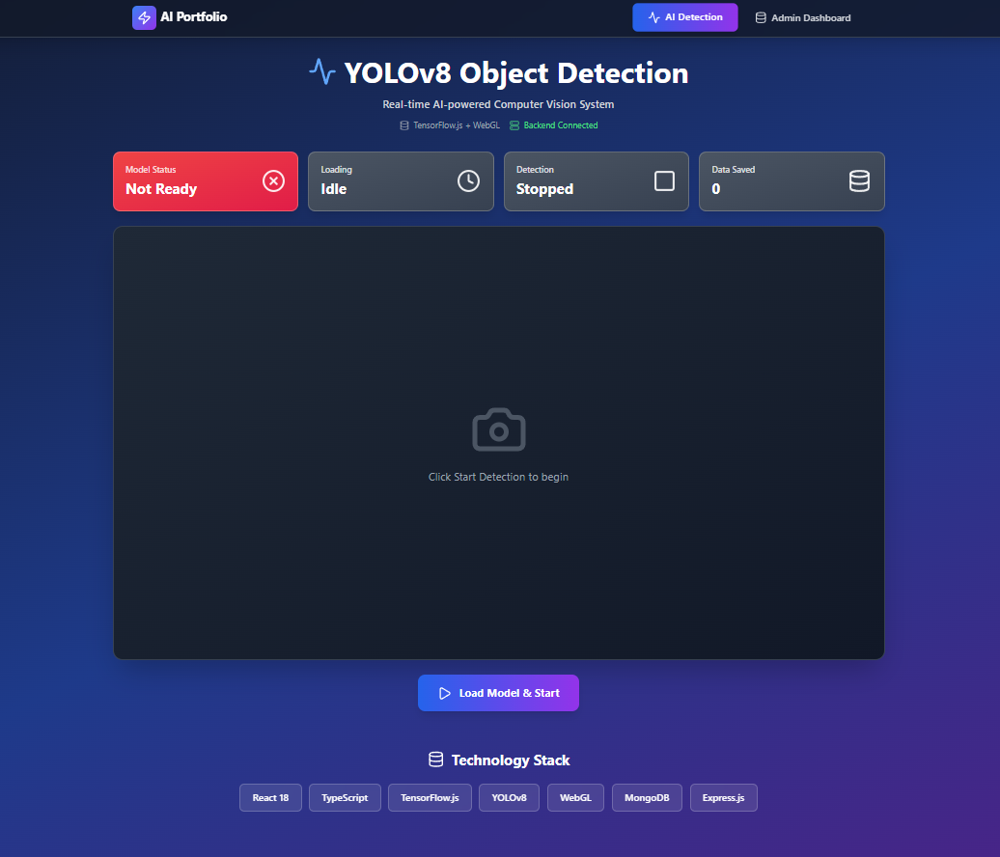 AI Portfolio
AI Detection
Admin Dashboard
YOLOv8 Object Detection
Real-time AI-powered Computer Vision System
TensorFlow.js + WebGL
Backend Connected
Model Status
Not Ready
Loading
Idle
Detection
Stopped
Data Saved
0
Click Start Detection to begin
Load Model & Start
Technology Stack
React 18
TypeScript
TensorFlow.js
YOLOv8
WebGL
MongoDB
Express.js